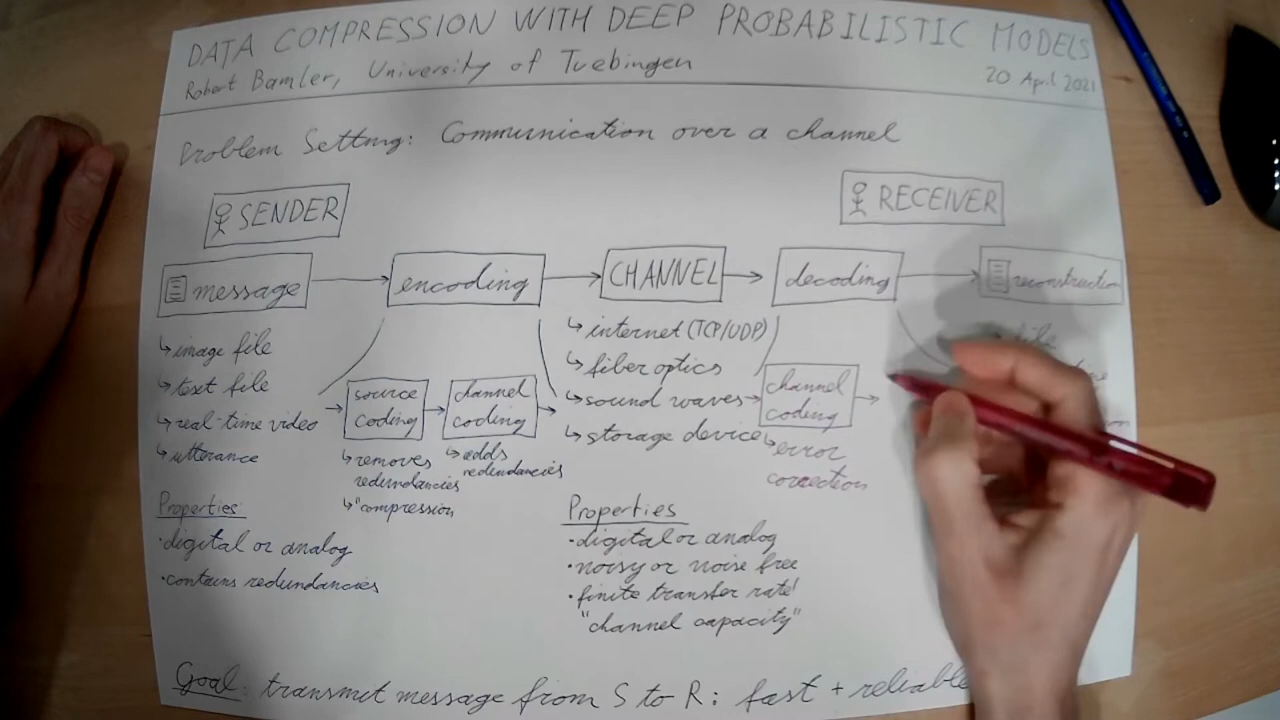 DATA COMPRESSION WITH DEEP PROBABILISTIC MODELS
Robert Bamler, University of Tuebingen
20 April 2021
Problem Setting: Communication over a channel
SENDER
RECEIVER
message
encoding
CHANNEL
decoding
reconstruction
↳ image file
↳ text file
↳ real-time video
↳ utterance
source
coding
↳ removes
redundancies
↳ "compression
channel
coding
↳ adds
redundancies
↳ internet (TCP/UDP)
↳ fiber optics
↳ sound waves
↳ storage device
channel
coding
↳ error
correction
file
Properties
· digital or analog
· contains redundancies
Properties
· digital or analog
· noisy or noise free
· finite transfer rate
"channel capacity"
Goal: transmit message from S to R: fast + reliable